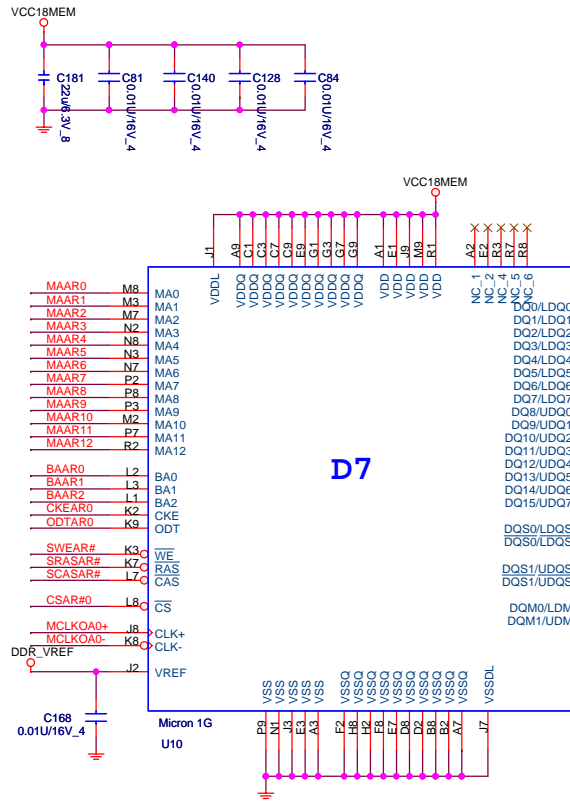 VCC18MEM
C181
22u/6.3V_8
C81
0.01U/16V_4
C140
0.01U/16V_4
C128
0.01U/16V_4
C84
0.01U/16V_4
VCC18MEM
J1 A9 C1 C3 C7 C9 E9 G1 G3 G7 G9 A1 E1 J9 M9 R1 A2 E2 R3 R7 R8
VDDL VDDQ VDDQ VDDQ VDDQ VDDQ VDDQ VDDQ VDDQ VDDQ VDDQ VDD VDD VDD VDD VDD NC_1 NC_2 NC_4 NC_5 NC_6
MAAR0 M8 MA0
MAAR1 M3 MA1
MAAR2 M7 MA2
MAAR3 N2 MA3
MAAR4 N8 MA4
MAAR5 N3 MA5
MAAR6 N7 MA6
MAAR7 P2 MA7
MAAR8 P8 MA8
MAAR9 P3 MA9
MAAR10 M2 MA10
MAAR11 P7 MA11
MAAR12 R2 MA12
BAAR0 L2 BA0
BAAR1 L3 BA1
BAAR2 L1 BA2
CKEAR0 K2 CKE
ODTAR0 K9 ODT
SWEAR# K3 WE
SRASAR# K7 RAS
SCASAR# L7 CAS
CSAR#0 L8 CS
MCLKOA0+ J8 CLK+
MCLKOA0- K8 CLK-
DDR_VREF J2 VREF
D7
DQ0/LDQ0
DQ1/LDQ1
DQ2/LDQ2
DQ3/LDQ3
DQ4/LDQ4
DQ5/LDQ5
DQ6/LDQ6
DQ7/LDQ7
DQ8/UDQ0
DQ9/UDQ1
DQ10/UDQ2
DQ11/UDQ3
DQ12/UDQ4
DQ13/UDQ5
DQ14/UDQ6
DQ15/UDQ7
DQS0/LDQS
DQS0/LDQS
DQS1/UDQS
DQS1/UDQS
DQM0/LDM
DQM1/UDM
VSS VSS VSS VSS VSS VSSQ VSSQ VSSQ VSSQ VSSQ VSSQ VSSQ VSSQ VSSQ VSSQ VSSDL
P9 N1 J3 E3 A3 F2 H8 H2 F8 E7 D8 D2 B8 B2 A7 J7
C168
0.01U/16V_4
Micron 1G
U10